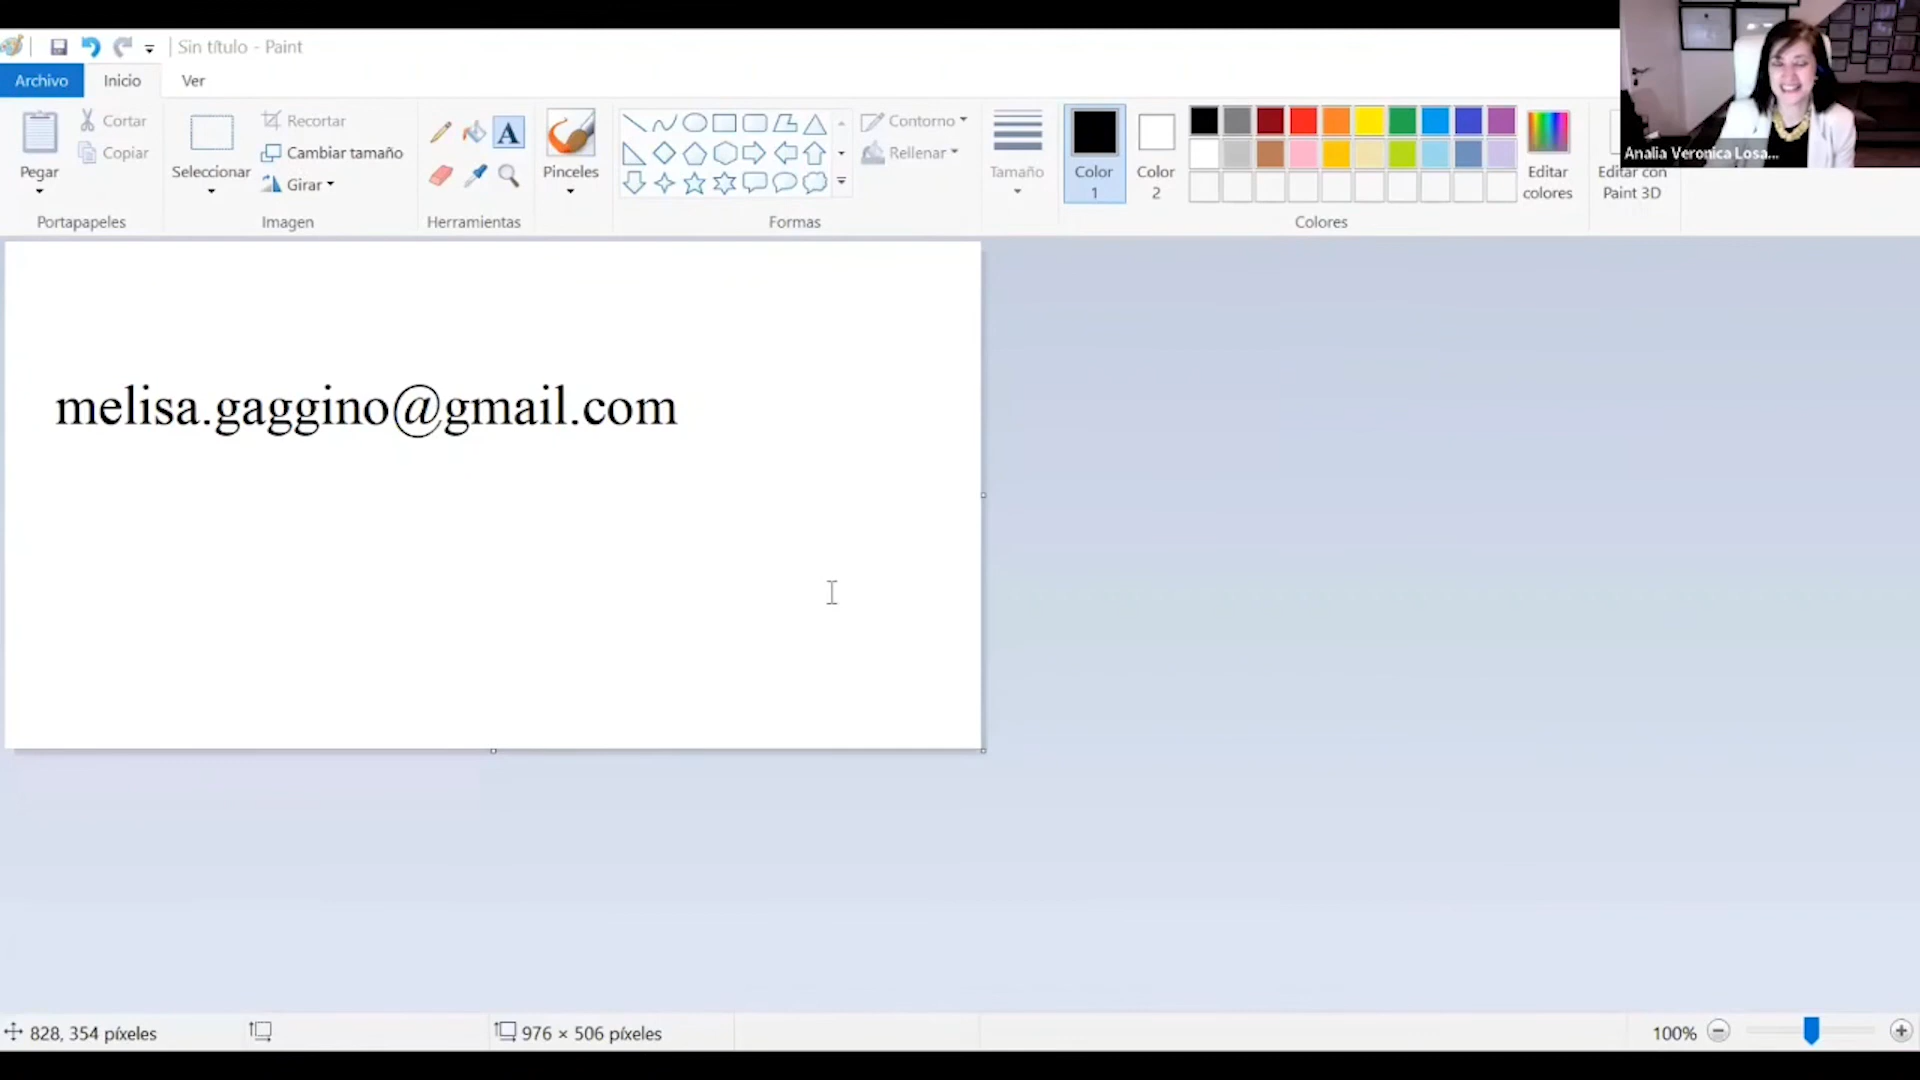 Sin título - Paint
Archivo
Inicio
Ver
Pegar
Cortar
Copiar
Portapapeles
Seleccionar
Recortar
Cambiar tamaño
Girar
Imagen
A
Herramientas
Pinceles
Formas
Contorno
Rellenar
Tamaño
Color
1
Color
2
Colores
Editar
colores
Editar con
Paint 3D
Analia Veronica Losa...
melisa.gaggino@gmail.com
828, 354 píxeles
976 × 506 píxeles
100%